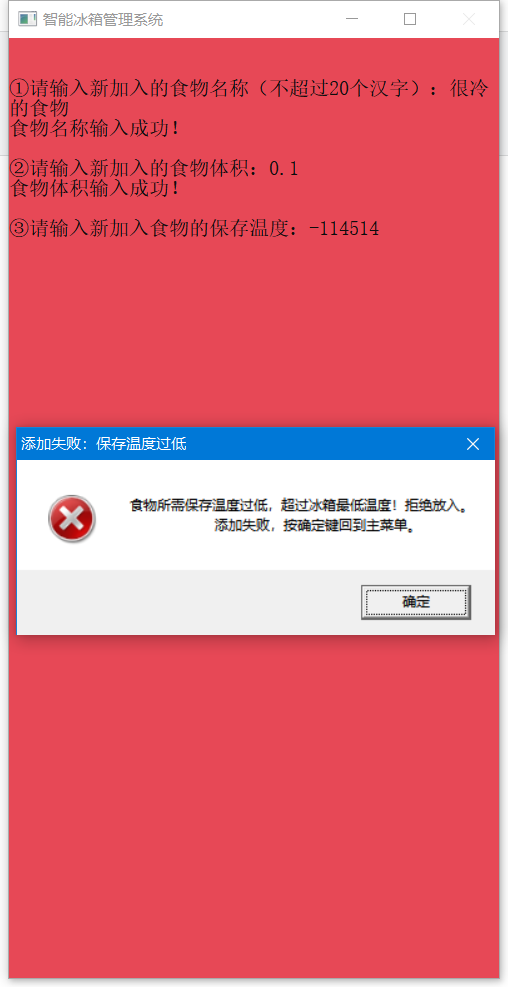 智能冰箱管理系统
①请输入新加入的食物名称（不超过20个汉字）：很冷
的食物
食物名称输入成功！
②请输入新加入的食物体积：0.1
食物体积输入成功！
③请输入新加入食物的保存温度：-114514
添加失败：保存温度过低
食物所需保存温度过低，超过冰箱最低温度！拒绝放入。
添加失败，按确定键回到主菜单。
确定